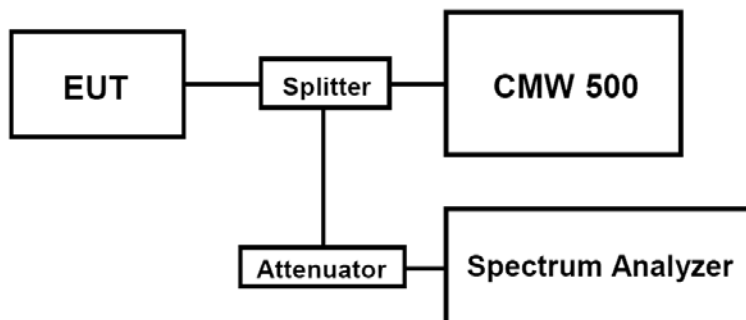 EUT
Splitter
CMW 500
Attenuator
Spectrum Analyzer